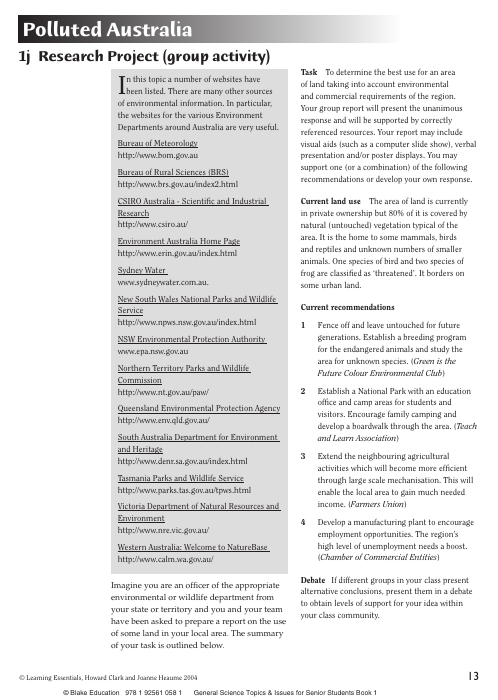 Polluted Australia
1j Research Project (group activity)
In this topic a number of websites have
been listed. There are many other sources
of environmental information. In particular,
the websites for the various Environment
Departments around Australia are very useful.
Bureau of Meteorology
http://www.bom.gov.au
Bureau of Rural Sciences (BRS)
http://www.brs.gov.au/index2.html
CSIRO Australia - Scientific and Industrial
Research
http://www.csiro.au/
Environment Australia Home Page
http://www.erin.gov.au/index.html
Sydney Water
www.sydneywater.com.au.
New South Wales National Parks and Wildlife
Service
http://www.npws.nsw.gov.au/index.html
NSW Environmental Protection Authority
www.epa.nsw.gov.au
Northern Territory Parks and Wildlife
Commission
http://www.nt.gov.au/paw/
Queensland Environmental Protection Agency
http://www.env.qld.gov.au/
South Australia Department for Environment
and Heritage
http://www.denr.sa.gov.au/index.html
Tasmania Parks and Wildlife Service
http://www.parks.tas.gov.au/tpws.html
Victoria Department of Natural Resources and
Environment
http://www.nre.vic.gov.au/
Western Australia: Welcome to NatureBase
http://www.calm.wa.gov.au/
Imagine you are an officer of the appropriate
environmental or wildlife department from
your state or territory and you and your team
have been asked to prepare a report on the use
of some land in your local area. The summary
of your task is outlined below.
Task To determine the best use for an area
of land taking into account environmental
and commercial requirements of the region.
Your group report will present the unanimous
response and will be supported by correctly
referenced resources. Your report may include
visual aids (such as a computer slide show), verbal
presentation and/or poster displays. You may
support one (or a combination) of the following
recommendations or develop your own response.
Current land use The area of land is currently
in private ownership but 80% of it is covered by
natural (untouched) vegetation typical of the
area. It is the home to some mammals, birds
and reptiles and unknown numbers of smaller
animals. One species of bird and two species of
frog are classified as 'threatened'. It borders on
some urban land.
Current recommendations
1 Fence off and leave untouched for future
generations. Establish a breeding program
for the endangered animals and study the
area for unknown species. (Green is the
Future Colour Environmental Club)
2 Establish a National Park with an education
office and camp areas for students and
visitors. Encourage family camping and
develop a boardwalk through the area. (Teach
and Learn Association)
3 Extend the neighbouring agricultural
activities which will become more efficient
through large scale mechanisation. This will
enable the local area to gain much needed
income. (Farmers Union)
4 Develop a manufacturing plant to encourage
employment opportunities. The region's
high level of unemployment needs a boost.
(Chamber of Commercial Entities)
Debate If different groups in your class present
alternative conclusions, present them in a debate
to obtain levels of support for your idea within
your class community.
© Learning Essentials, Howard Clark and Joanne Heaume 2004
13
© Blake Education 978 1 92561 058 1 General Science Topics & Issues for Senior Students Book 1